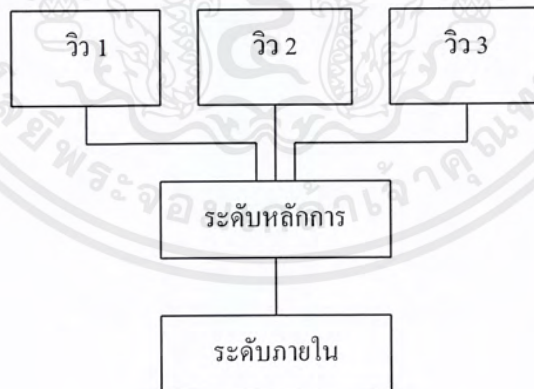 วิว 1
วิว 2
วิว 3
ระดับหลักการ
ระดับภายใน